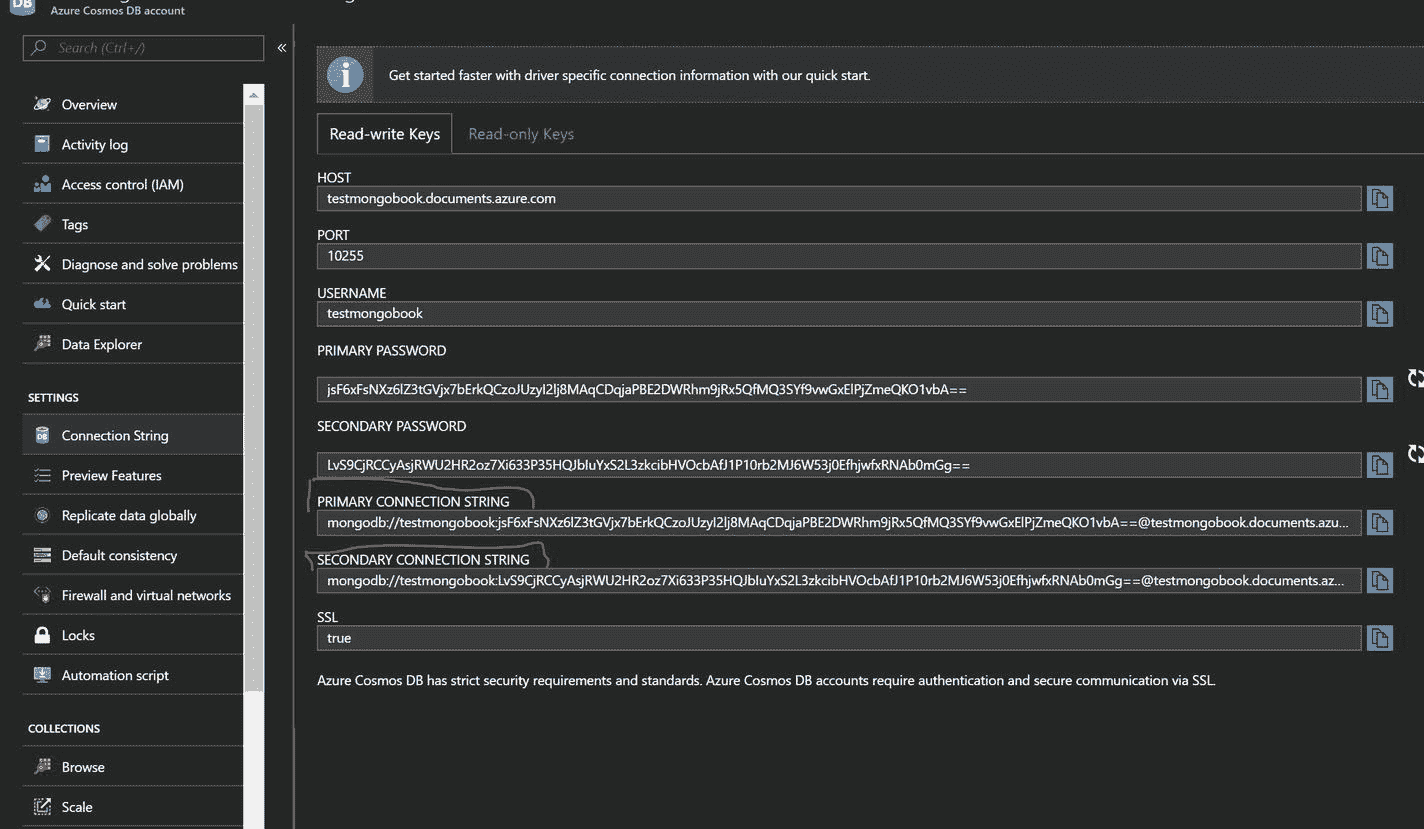 DB
Azure Cosmos DB account
Search (Ctrl+/)
«
Overview
Activity log
Access control (IAM)
Tags
Diagnose and solve problems
Quick start
Data Explorer
SETTINGS
Connection String
Preview Features
Replicate data globally
Default consistency
Firewall and virtual networks
Locks
Automation script
COLLECTIONS
Browse
Scale
Get started faster with driver specific connection information with our quick start.
Read-write Keys Read-only Keys
HOST
testmongobook.documents.azure.com
PORT
10255
USERNAME
testmongobook
PRIMARY PASSWORD
jsF6xFsNXz6lZ3tGVjx7bErkQCzoJUzyI2lj8MAqCDqjaPBE2DWRhm9jRx5QfMQ3SYf9vwGxElPjZmeQKO1vbA==
SECONDARY PASSWORD
LvS9CjRCCyAsjRWU2HR2oz7Xi633P35HQJbIuYxS2L3zkcibHVOcbAfJ1P10rb2MJ6W53j0EfhjwfxRNAb0mGg==
PRIMARY CONNECTION STRING
mongodb://testmongobook:jsF6xFsNXz6lZ3tGVjx7bErkQCzoJUzyI2lj8MAqCDqjaPBE2DWRhm9jRx5QfMQ3SYf9vwGxElPjZmeQKO1vbA==@testmongobook.documents.azu...
SECONDARY CONNECTION STRING
mongodb://testmongobook:LvS9CjRCCyAsjRWU2HR2oz7Xi633P35HQJbIuYxS2L3zkcibHVOcbAfJ1P10rb2MJ6W53j0EfhjwfxRNAb0mGg==@testmongobook.documents.az...
SSL
true
Azure Cosmos DB has strict security requirements and standards. Azure Cosmos DB accounts require authentication and secure communication via SSL.